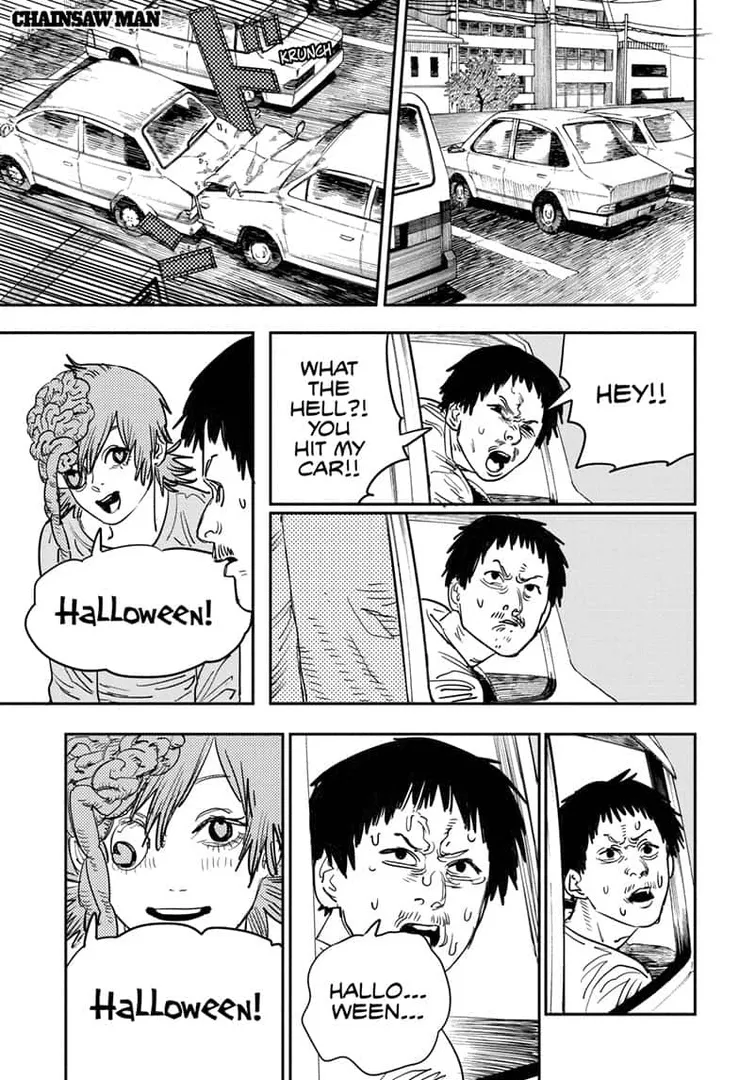 CHAINSAW MAN
KRUNCH
HEY!!
WHAT
THE
HELL?!
YOU
HIT MY
CAR!!
Halloween!
HALLO...
WEEN...
Halloween!